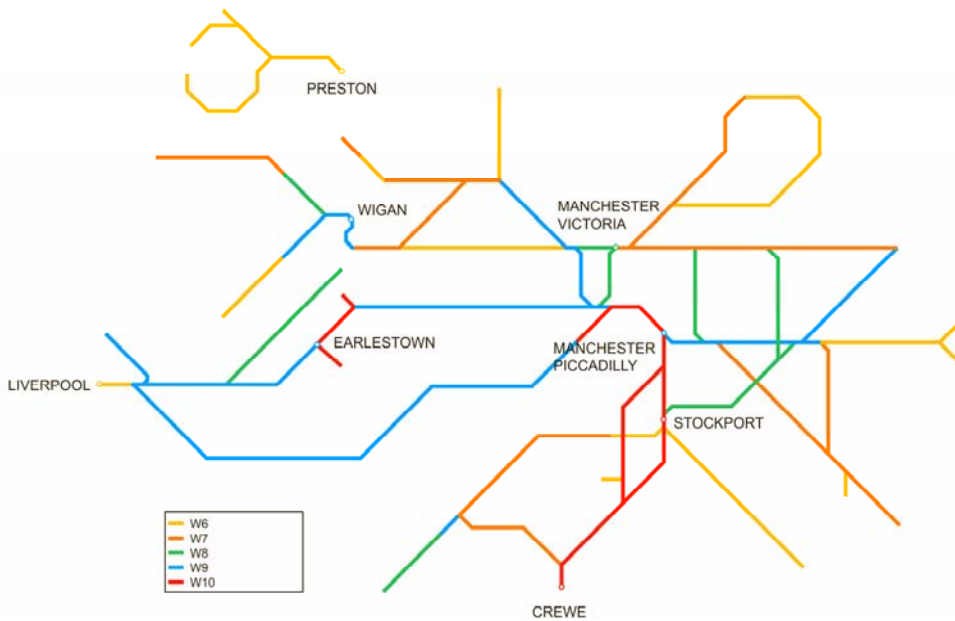 PRESTON
WIGAN
MANCHESTER
VICTORIA
EARLESTOWN
MANCHESTER
PICCADILLY
LIVERPOOL
STOCKPORT
W6
W7
W8
W9
W10
CREWE